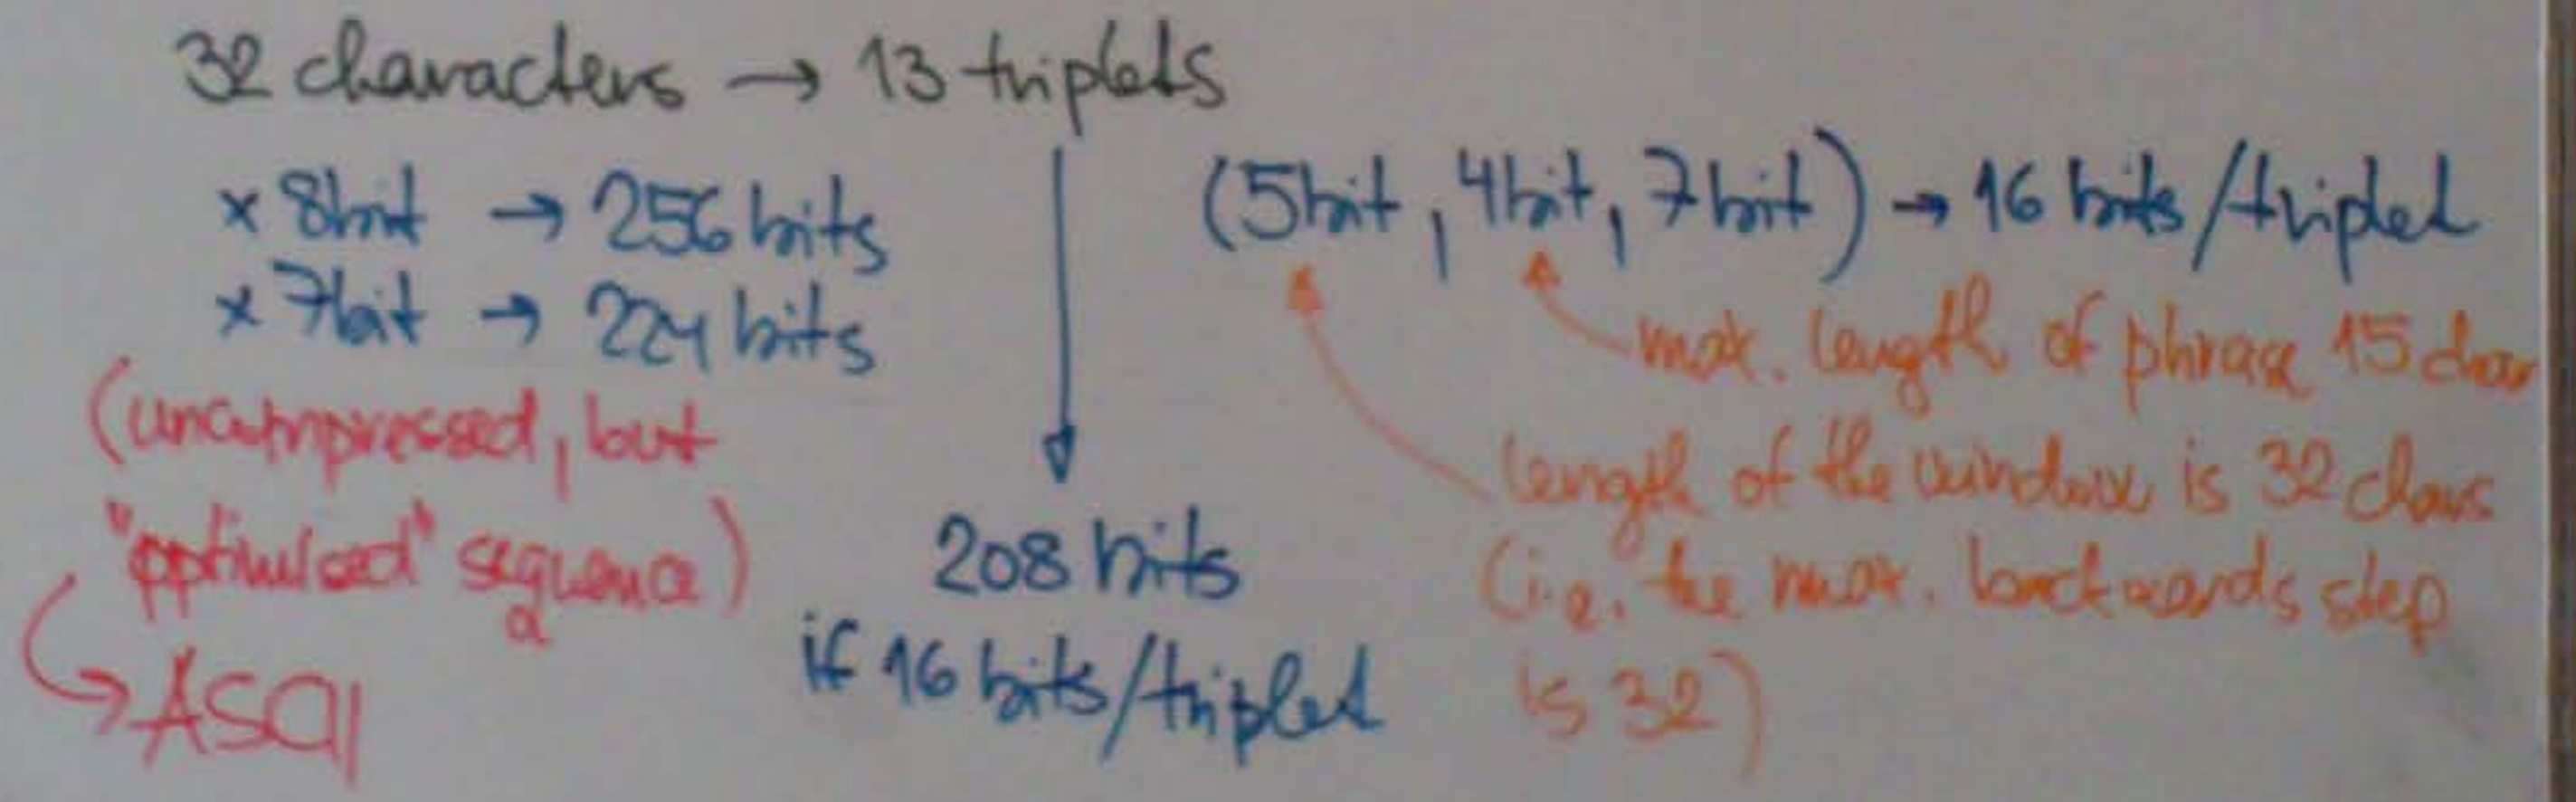 32 characters → 13 triplets
x 8bit → 256 bits
x 7bit → 224 bits
(uncompressed, but
"optimized" sequence)
a
→ ASCII
208 bits
if 16 bits/triplet
(5bit, 4bit, 7bit) → 16 bits/triplet
max. length of phrase 15 char
length of the window is 32 chars
(i.e. the max. backwards step
is 32)